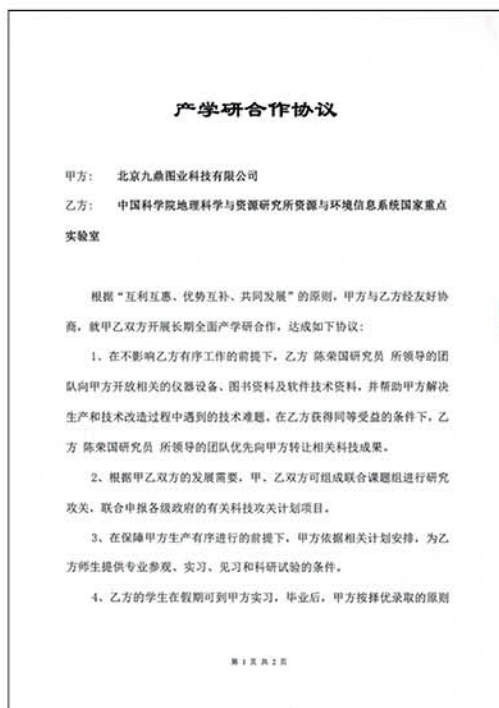 产学研合作协议
甲方： 北京九鼎图业科技有限公司
乙方： 中国科学院地理科学与资源研究所资源与环境信息系统国家重点
实验室
根据“互利互惠、优势互补、共同发展”的原则，甲方与乙方经友好协
商，就甲乙双方开展长期全面产学研合作，达成如下协议：
1、在不影响乙方有序工作的前提下，乙方 陈荣国研究员 所领导的团
队向甲方开放相关的仪器设备、图书资料及软件技术资料，并帮助甲方解决
生产和技术改造过程中遇到的技术难题。在乙方获得同等受益的条件下，乙
方 陈荣国研究员 所领导的团队优先向甲方转让相关科技成果。
2、根据甲乙双方的发展需要，甲、乙双方可组成联合课题组进行研究
攻关，联合申报各级政府的有关科技攻关计划项目。
3、在保障甲方生产有序进行的前提下，甲方依据相关计划安排，为乙
方师生提供专业参观、实习、见习和科研试验的条件。
4、乙方的学生在假期可到甲方实习，毕业后，甲方按择优录取的原则
第 1 页 共 2 页